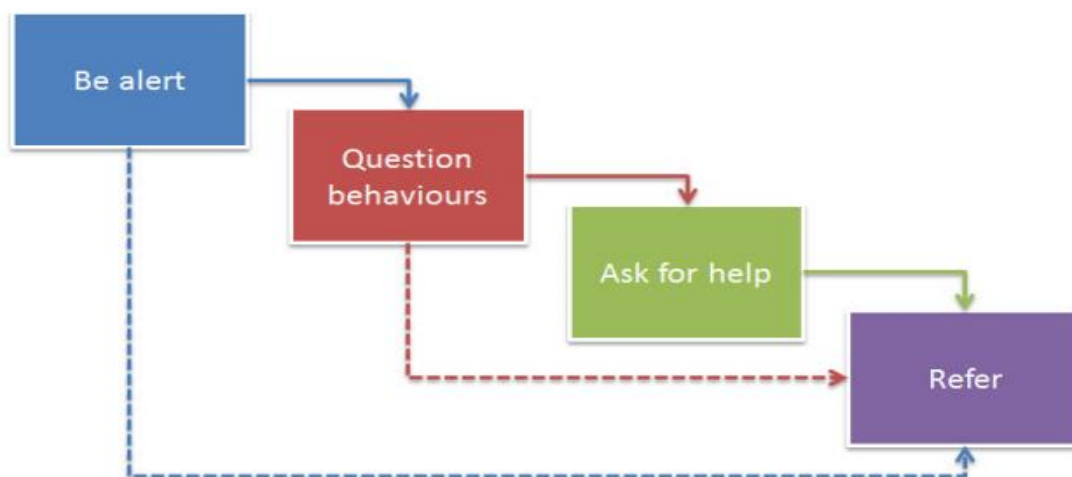 Be alert
Question
behaviours
Ask for help
Refer